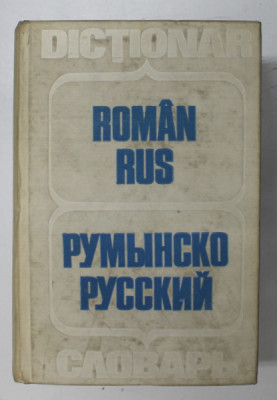 DICTIONAR
ROMÂN
RUS
РУМЫНСКО
РУССКИЙ
СЛОВАРЬ